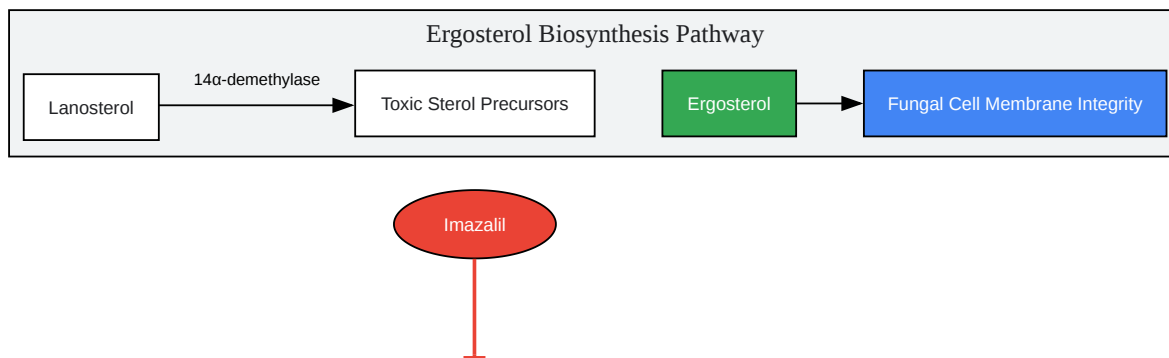 Ergosterol Biosynthesis Pathway
14α-demethylase
Lanosterol
Toxic Sterol Precursors
Ergosterol
Fungal Cell Membrane Integrity
Imazalil